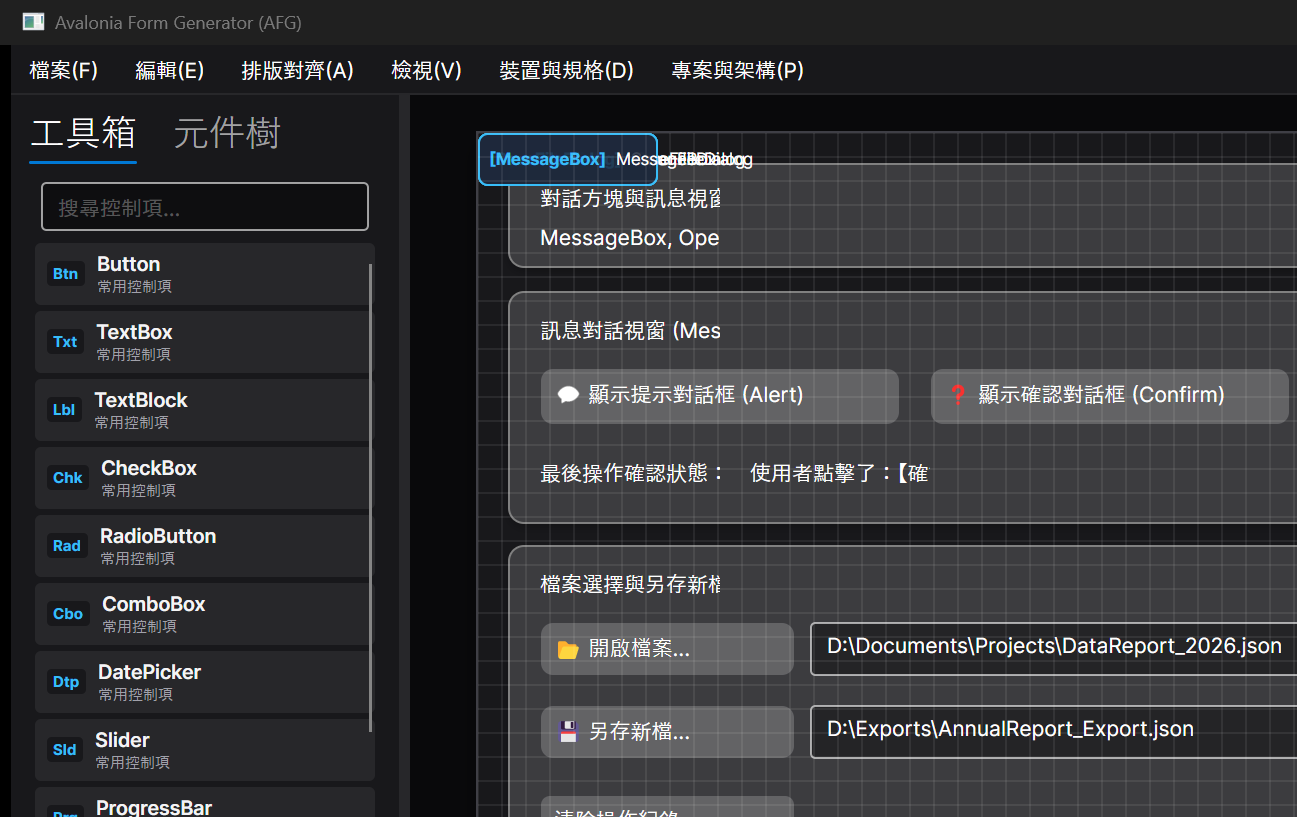 Avalonia Form Generator (AFG)
檔案(F) 編輯(E) 排版對齊(A) 檢視(V) 裝置與規格(D) 專案與架構(P)
工具箱 元件樹
搜尋控制項...
Btn Button
常用控制項
Txt TextBox
常用控制項
Lbl TextBlock
常用控制項
Chk CheckBox
常用控制項
Rad RadioButton
常用控制項
Cbo ComboBox
常用控制項
Dtp DatePicker
常用控制項
Sld Slider
常用控制項
ProgressBar
[MessageBox]
對話方塊與訊息視窗
MessageBox, Ope
訊息對話視窗 (Mes
顯示提示對話框 (Alert)
顯示確認對話框 (Confirm)
最後操作確認狀態： 使用者點擊了：【確
檔案選擇與另存新檔
開啟檔案...
D:\Documents\Projects\DataReport_2026.json
另存新檔...
D:\Exports\AnnualReport_Export.json
清除操作紀錄